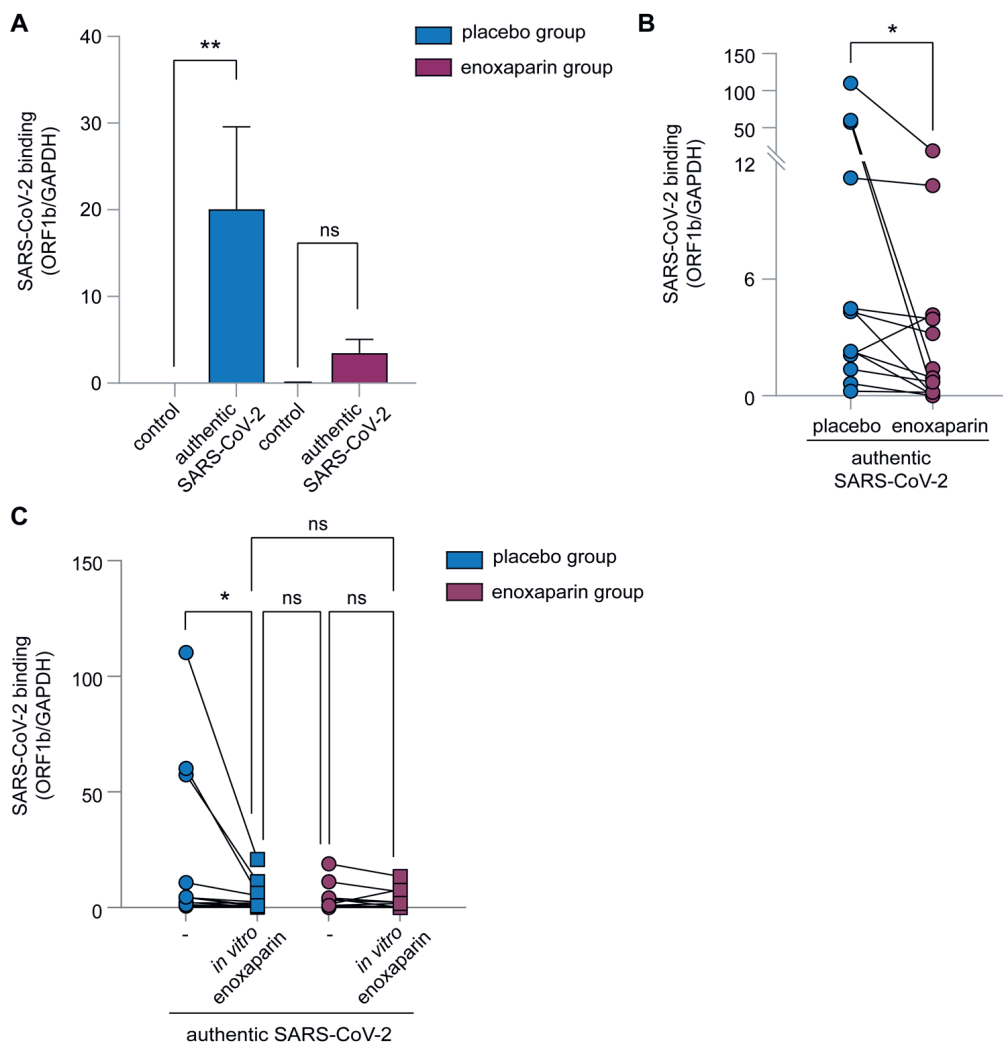 A
placebo group
enoxaparin group
**
ns
SARS-CoV-2 binding
(ORF1b/GAPDH)
40
30
20
10
0
control
authentic
SARS-CoV-2
control
authentic
SARS-CoV-2
B
*
SARS-CoV-2 binding
(ORF1b/GAPDH)
150
100
50
12
6
0
placebo
enoxaparin
authentic
SARS-CoV-2
C
ns
placebo group
enoxaparin group
*
ns
ns
SARS-CoV-2 binding
(ORF1b/GAPDH)
150
100
50
0
-
in vitro
enoxaparin
-
in vitro
enoxaparin
authentic SARS-CoV-2